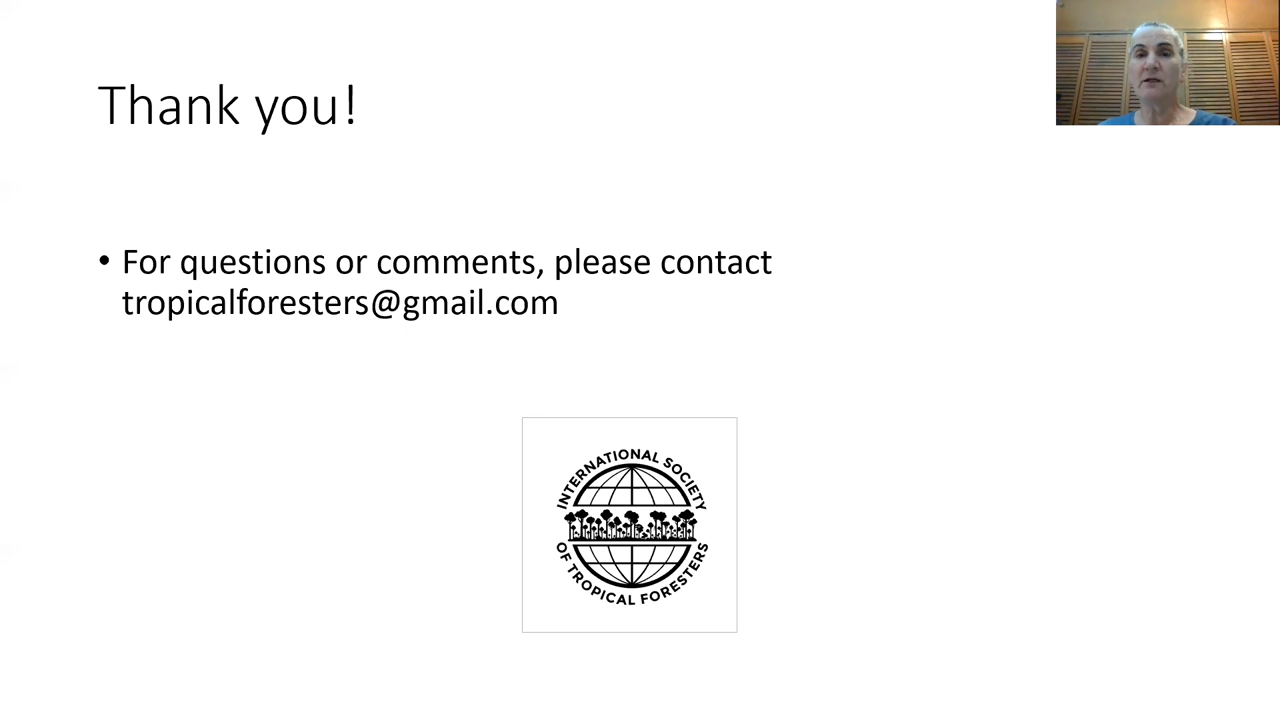 Thank you!
• For questions or comments, please contact
tropicalforesters@gmail.com
INTERNATIONAL SOCIETY
OF TROPICAL FORESTERS